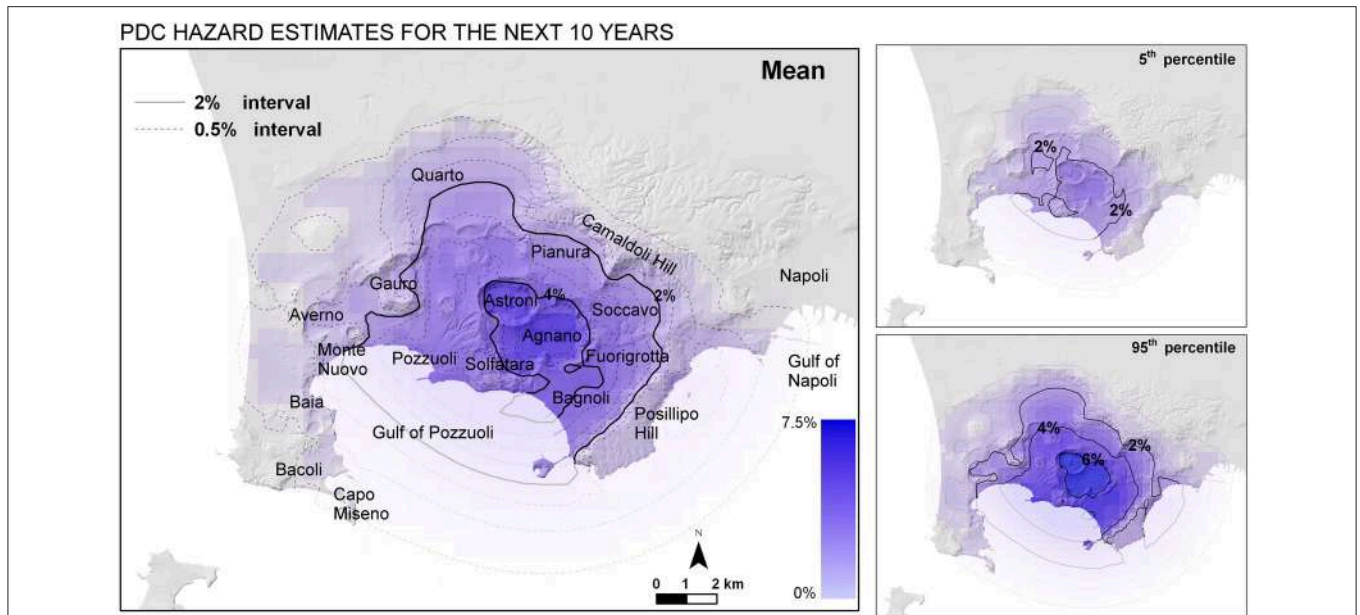 PDC HAZARD ESTIMATES FOR THE NEXT 10 YEARS
Mean
2% interval
0.5% interval
Quarto
Camaldoli Hill
Pianura
Napoli
Gauro
Astroni
4%
2%
Soccavo
Averno
Agnano
Monte
Nuovo
Pozzuoli
Solfatara
Fuorigrotta
Gulf of
Napoli
Baia
Bagnoli
Posillipo
Hill
Gulf of Pozzuoli
7.5%
Bacoli
Capo
Miseno
N
0 1 2 km
0%
5th percentile
2%
2%
95th percentile
4%
2%
6%